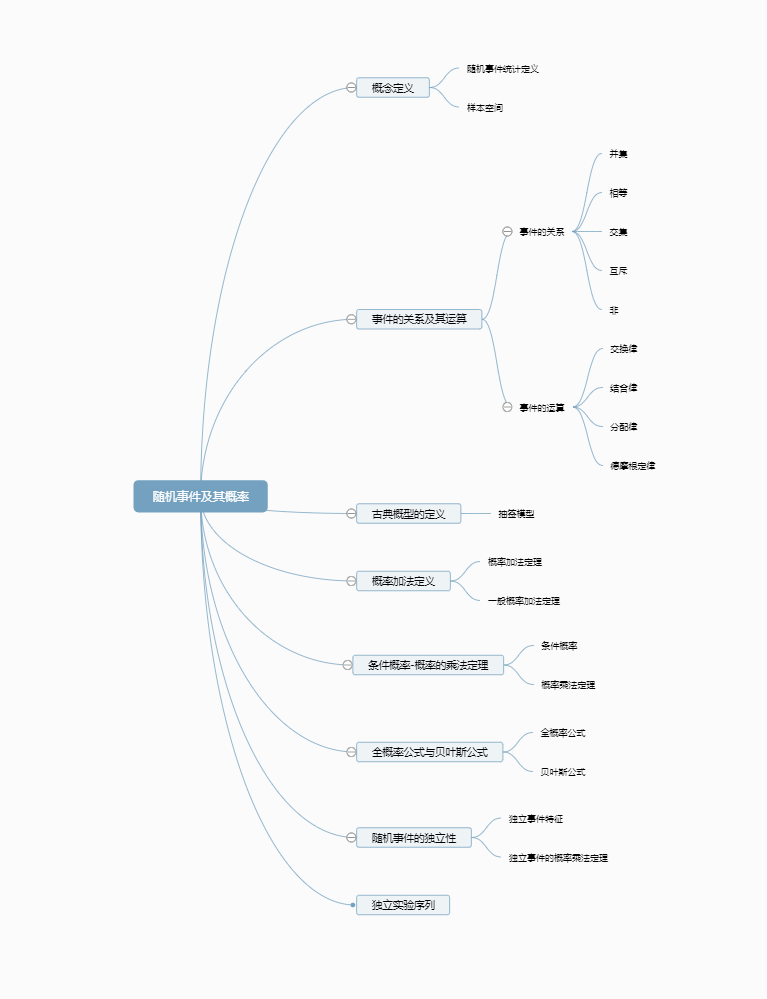 随机事件及其概率
概念定义
随机事件统计定义
样本空间
事件的关系及其运算
事件的关系
并集
相等
交集
互斥
非
事件的运算
交换律
结合律
分配律
德摩根定律
古典概型的定义
抽签模型
概率加法定义
概率加法定理
一般概率加法定理
条件概率-概率的乘法定理
条件概率
概率乘法定理
全概率公式与贝叶斯公式
全概率公式
贝叶斯公式
随机事件的独立性
独立事件特征
独立事件的概率乘法定理
独立实验序列